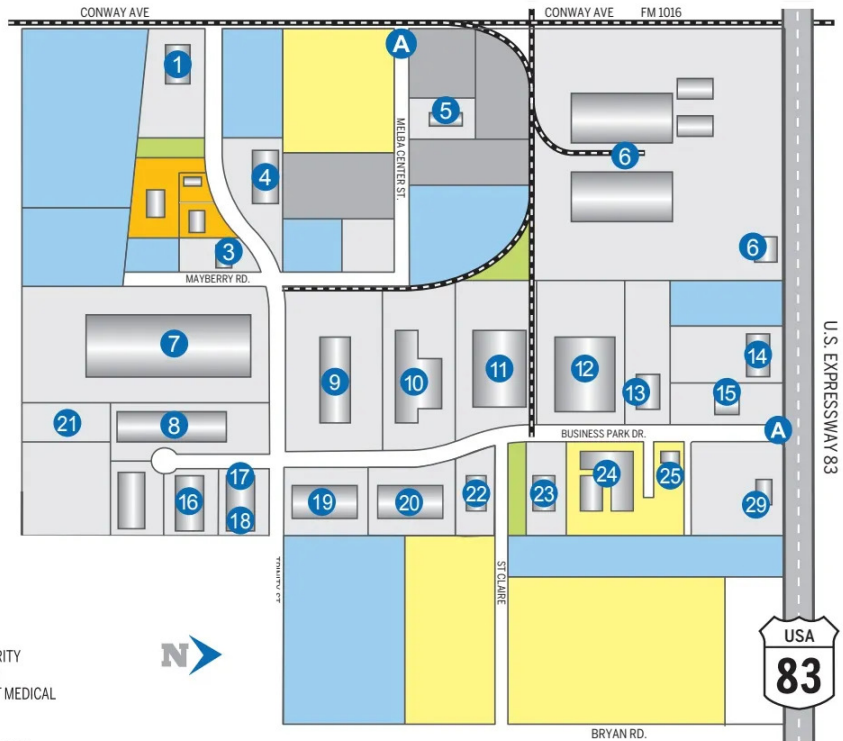 CONWAY AVE
CONWAY AVE FM 1016
A
1
5
MELBA CENTER ST.
6
4
3
6
MAYBERRY RD.
7
9
10
11
12
13
14
15
U.S. EXPRESSWAY 83
21
8
BUSINESS PARK DR.
A
16
17
18
19
20
22
23
24
25
29
ST CLAIRE
N
RITY
T MEDICAL
USA
83
BRYAN RD.